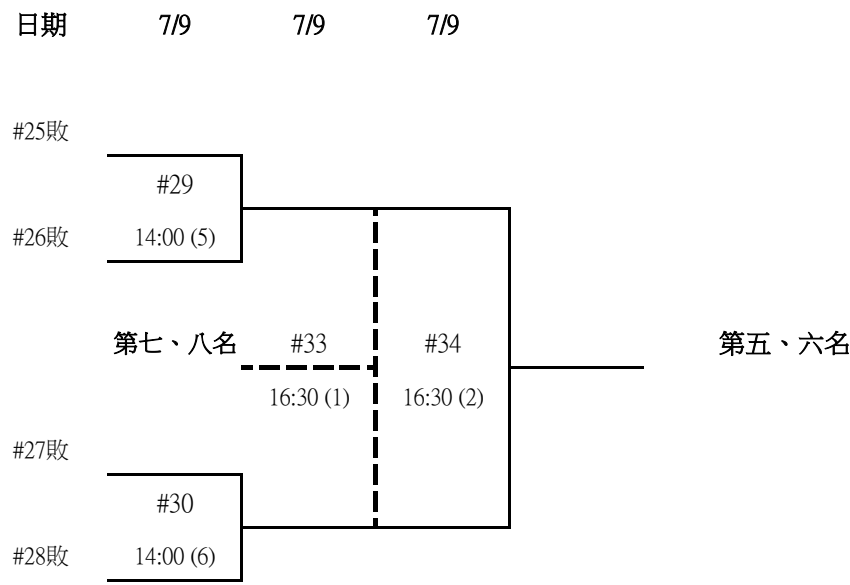 日期 7/9 7/9 7/9
#25敗
#29
#26敗 14:00 (5)
第七、八名 #33 #34 第五、六名
16:30 (1) 16:30 (2)
#27敗
#30
#28敗 14:00 (6)